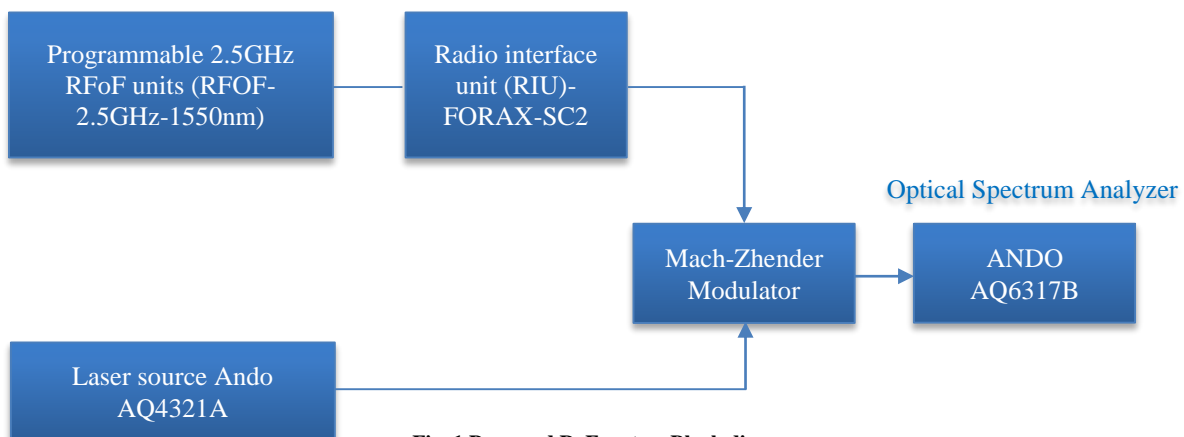 Programmable 2.5GHz
RFoF units (RFOF-
2.5GHz-1550nm)
Radio interface
unit (RIU)-
FORAX-SC2
Optical Spectrum Analyzer
Mach-Zhender
Modulator
ANDO
AQ6317B
Laser source Ando
AQ4321A